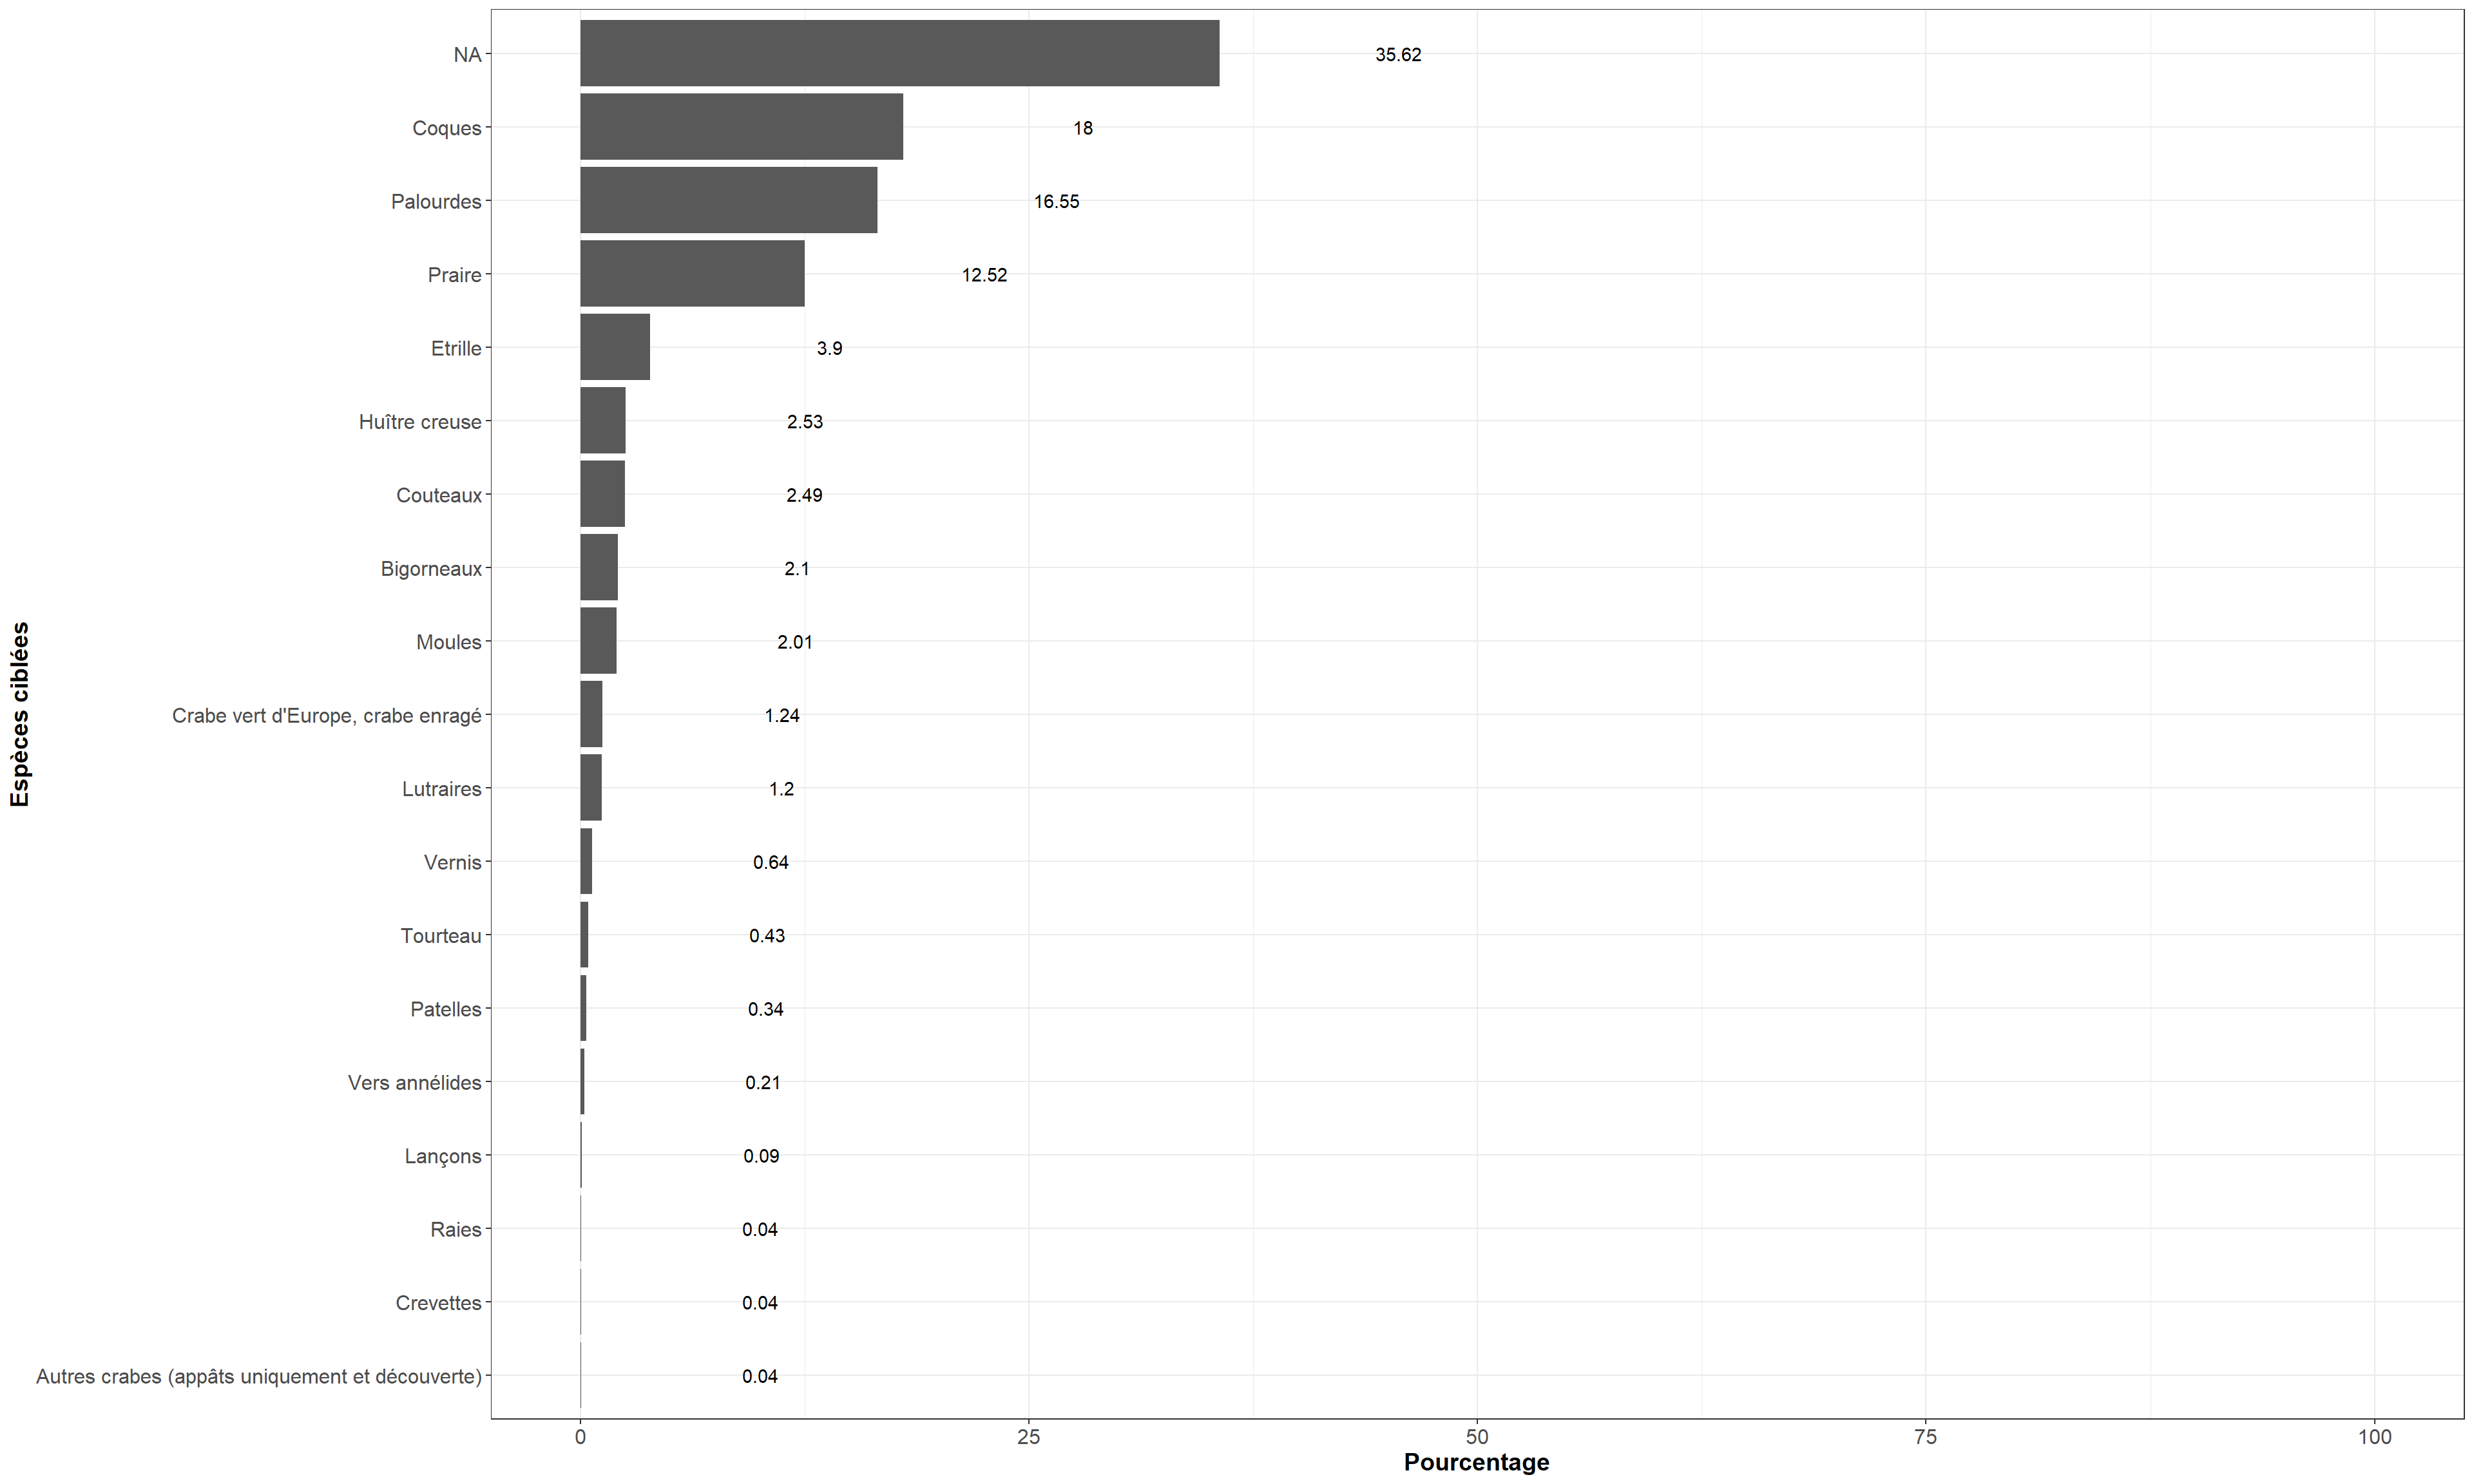 Espèces ciblées
NA 35.62
Coques 18
Palourdes 16.55
Praire 12.52
Etrille 3.9
Huître creuse 2.53
Couteaux 2.49
Bigorneaux 2.1
Moules 2.01
Crabe vert d'Europe, crabe enragé 1.24
Lutraires 1.2
Vernis 0.64
Tourteau 0.43
Patelles 0.34
Vers annélides 0.21
Lançons 0.09
Raies 0.04
Crevettes 0.04
Autres crabes (appâts uniquement et découverte) 0.04
0 25 50 75 100
Pourcentage